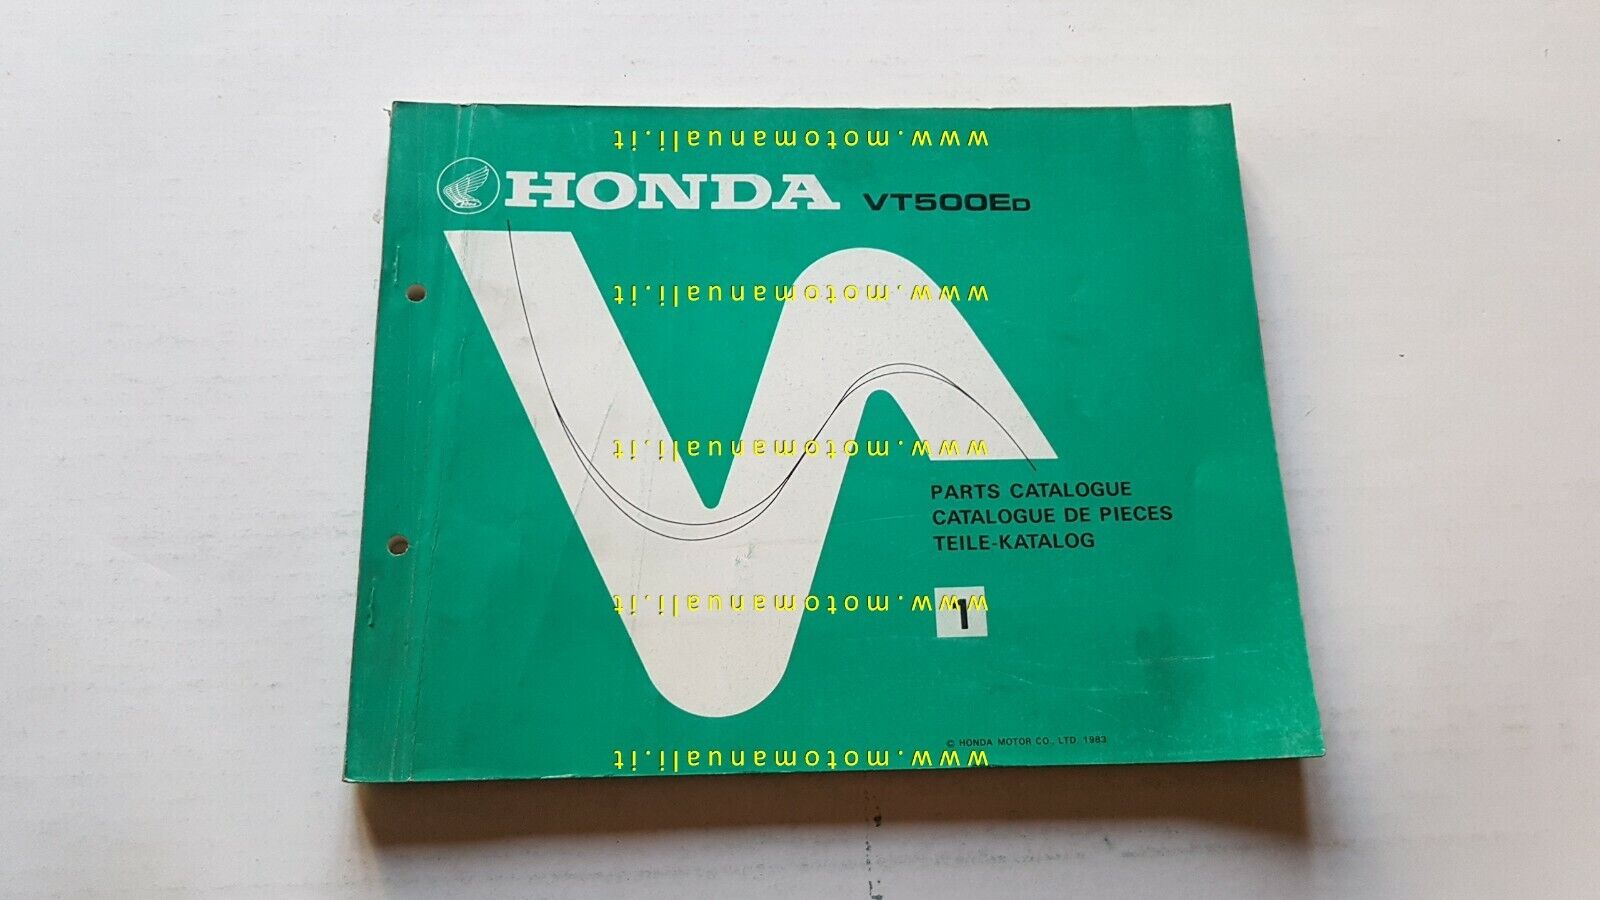 www.motomanuali.it
HONDA VT500ED
www.motomanuali.it
www.motomanuali.it
PARTS CATALOGUE
CATALOGUE DE PIECES
TEILE-KATALOG
www.motomanuali.it
1
© HONDA MOTOR CO., LTD. 1983
www.motomanuali.it